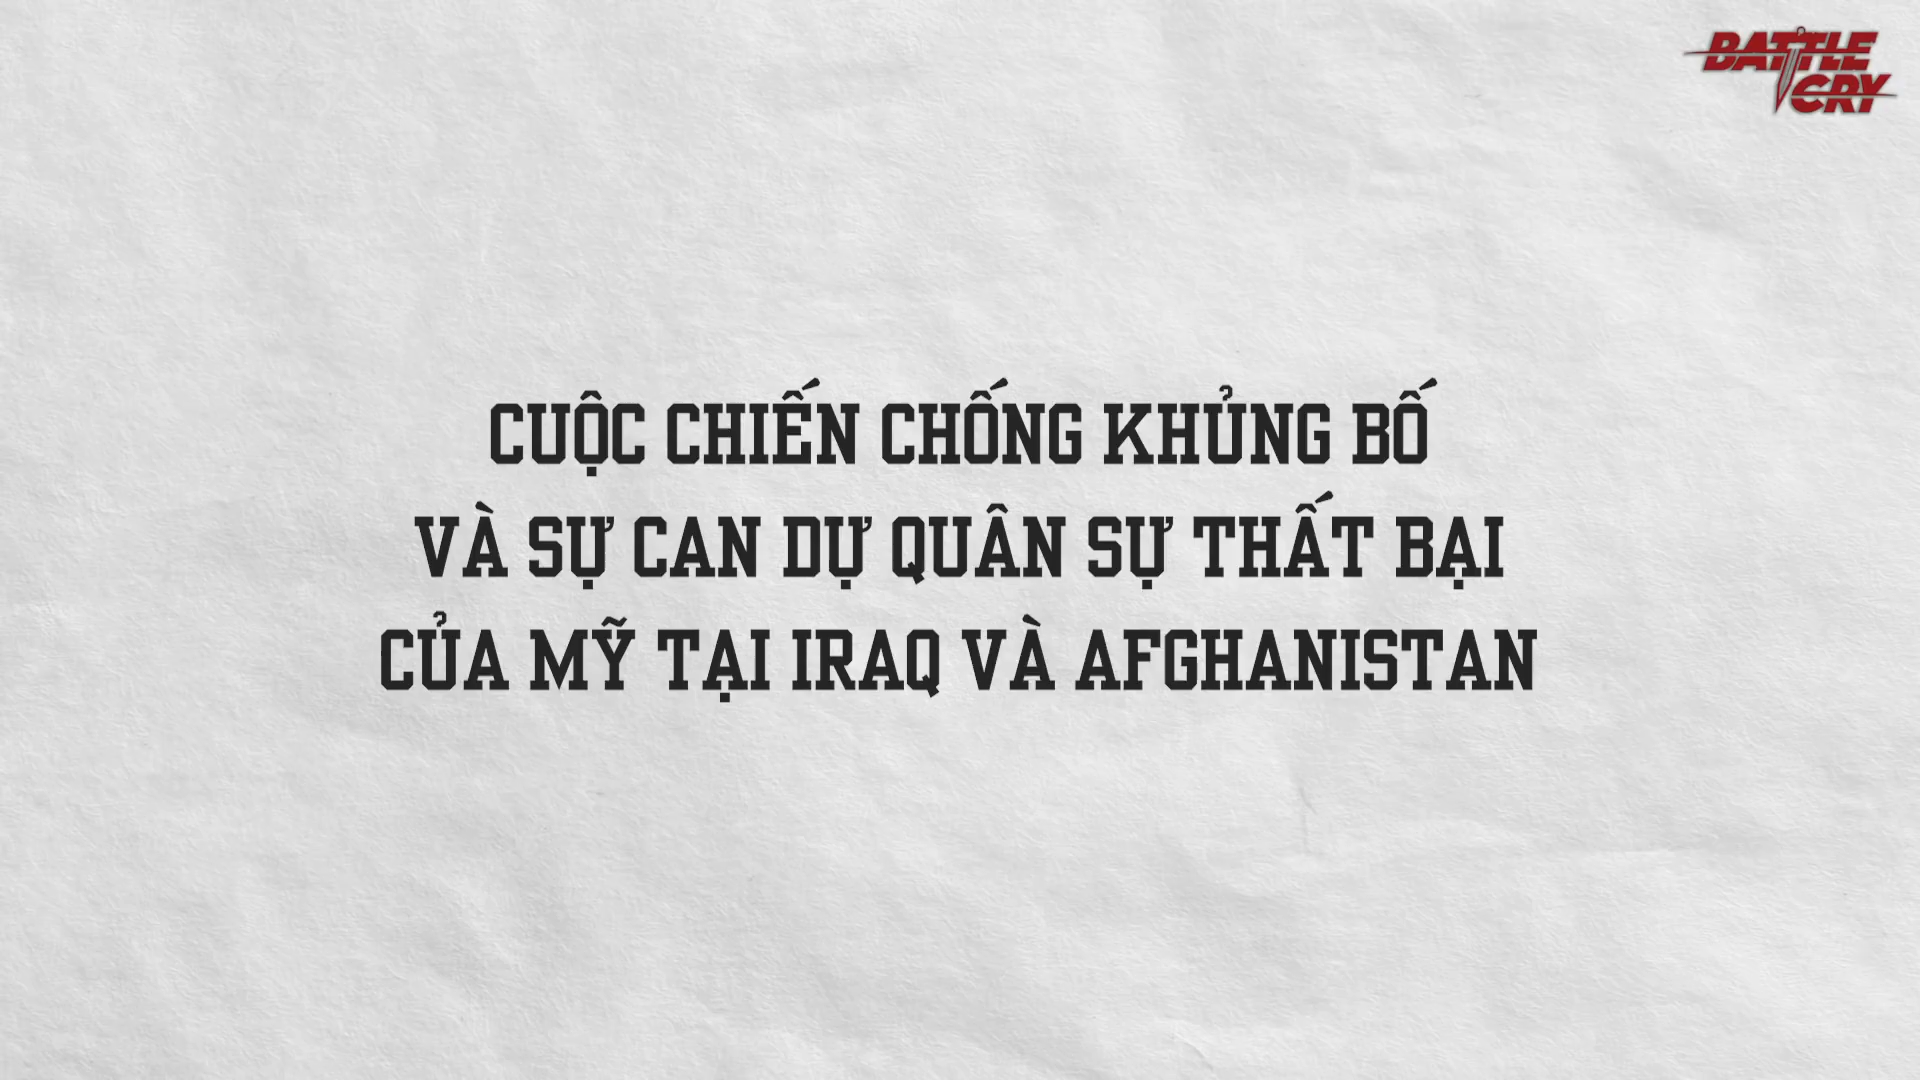 BATTLE
CRY
CUỘC CHIẾN CHỐNG KHỦNG BỐ
VÀ SỰ CAN DỰ QUÂN SỰ THẤT BẠI
CỦA MỸ TẠI IRAQ VÀ AFGHANISTAN